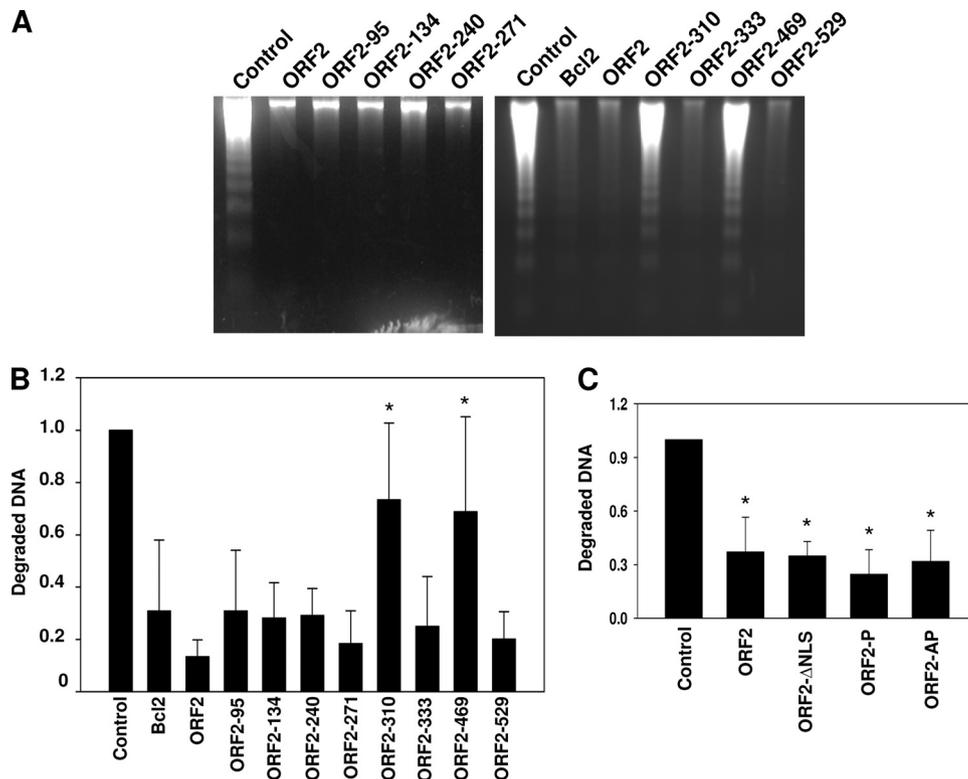 A
Control
ORF2
ORF2-95
ORF2-134
ORF2-240
ORF2-271
Control
Bcl2
ORF2
ORF2-310
ORF2-333
ORF2-469
ORF2-529
B
1.2
1.0
0.8
0.6
0.4
0.2
0
Degraded DNA
*
*
Control
Bcl2
ORF2
ORF2-95
ORF2-134
ORF2-240
ORF2-271
ORF2-310
ORF2-333
ORF2-469
ORF2-529
C
1.2
0.9
0.6
0.3
0.0
Degraded DNA
*
*
*
*
Control
ORF2
ORF2-ΔNLS
ORF2-P
ORF2-AP